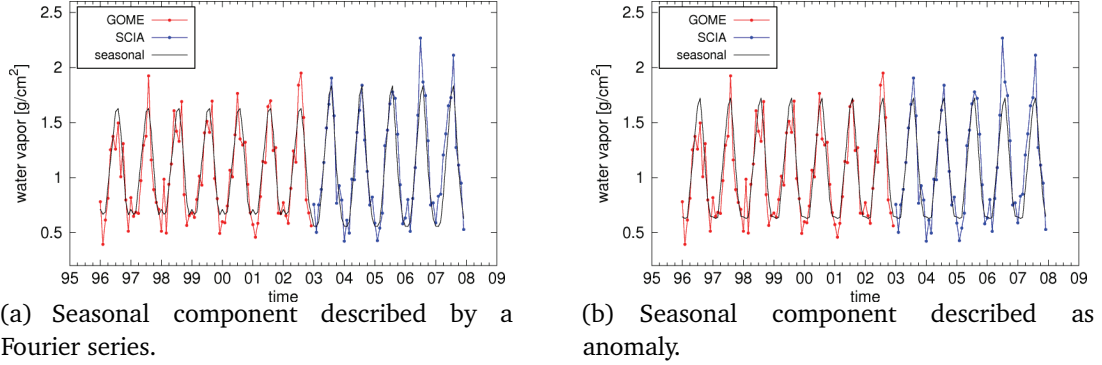 GOME
SCIA
seasonal
water vapor [g/cm²]
2.5
2
1.5
1
0.5
95 96 97 98 99 00 01 02 03 04 05 06 07 08 09
time
(a) Seasonal component described by a
Fourier series.
GOME
SCIA
seasonal
water vapor [g/cm²]
2.5
2
1.5
1
0.5
95 96 97 98 99 00 01 02 03 04 05 06 07 08 09
time
(b) Seasonal component described as
anomaly.